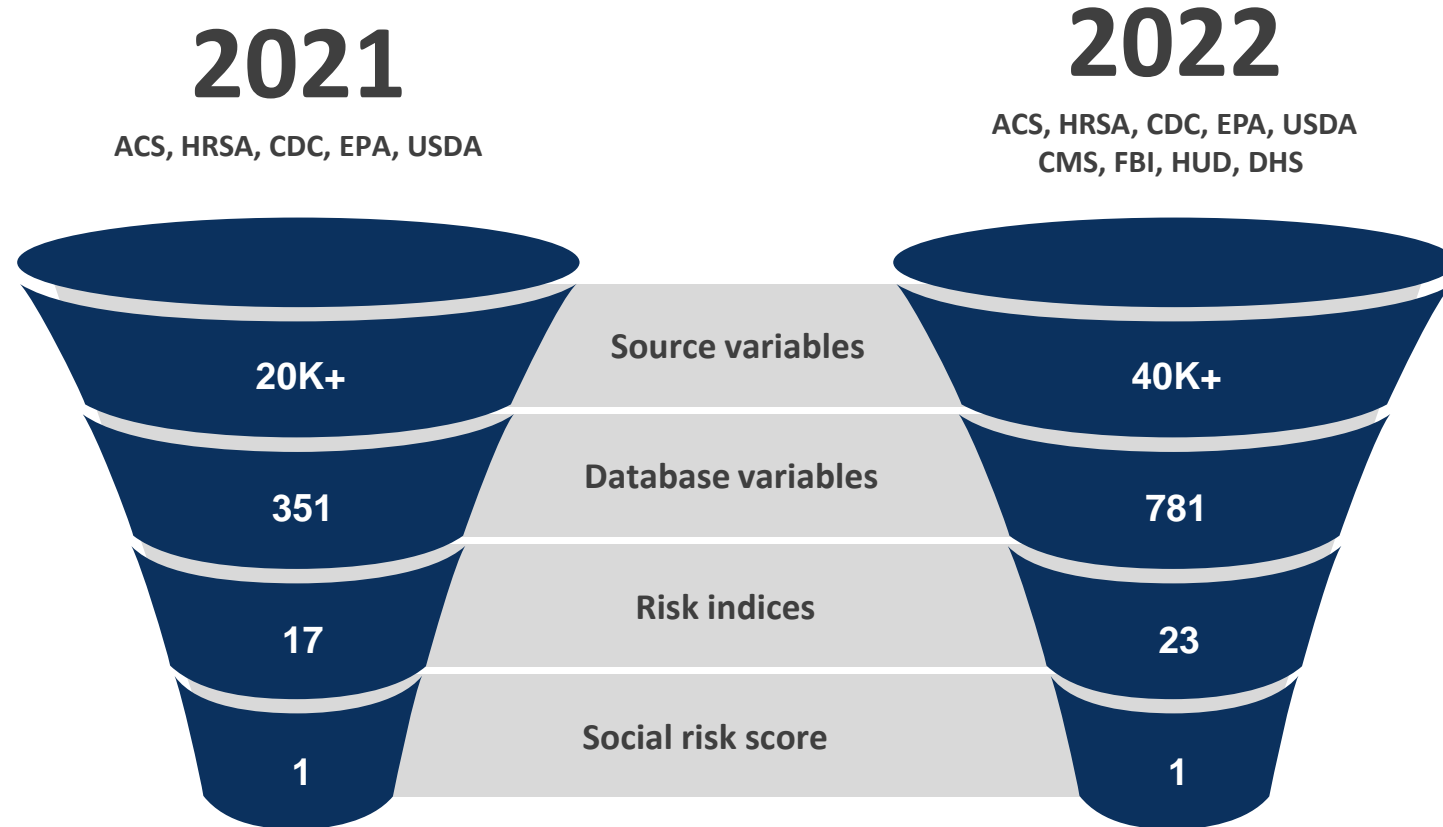 2021
ACS, HRSA, CDC, EPA, USDA
2022
ACS, HRSA, CDC, EPA, USDA
CMS, FBI, HUD, DHS
20K+
Source variables
40K+
351
Database variables
781
17
Risk indices
23
1
Social risk score
1